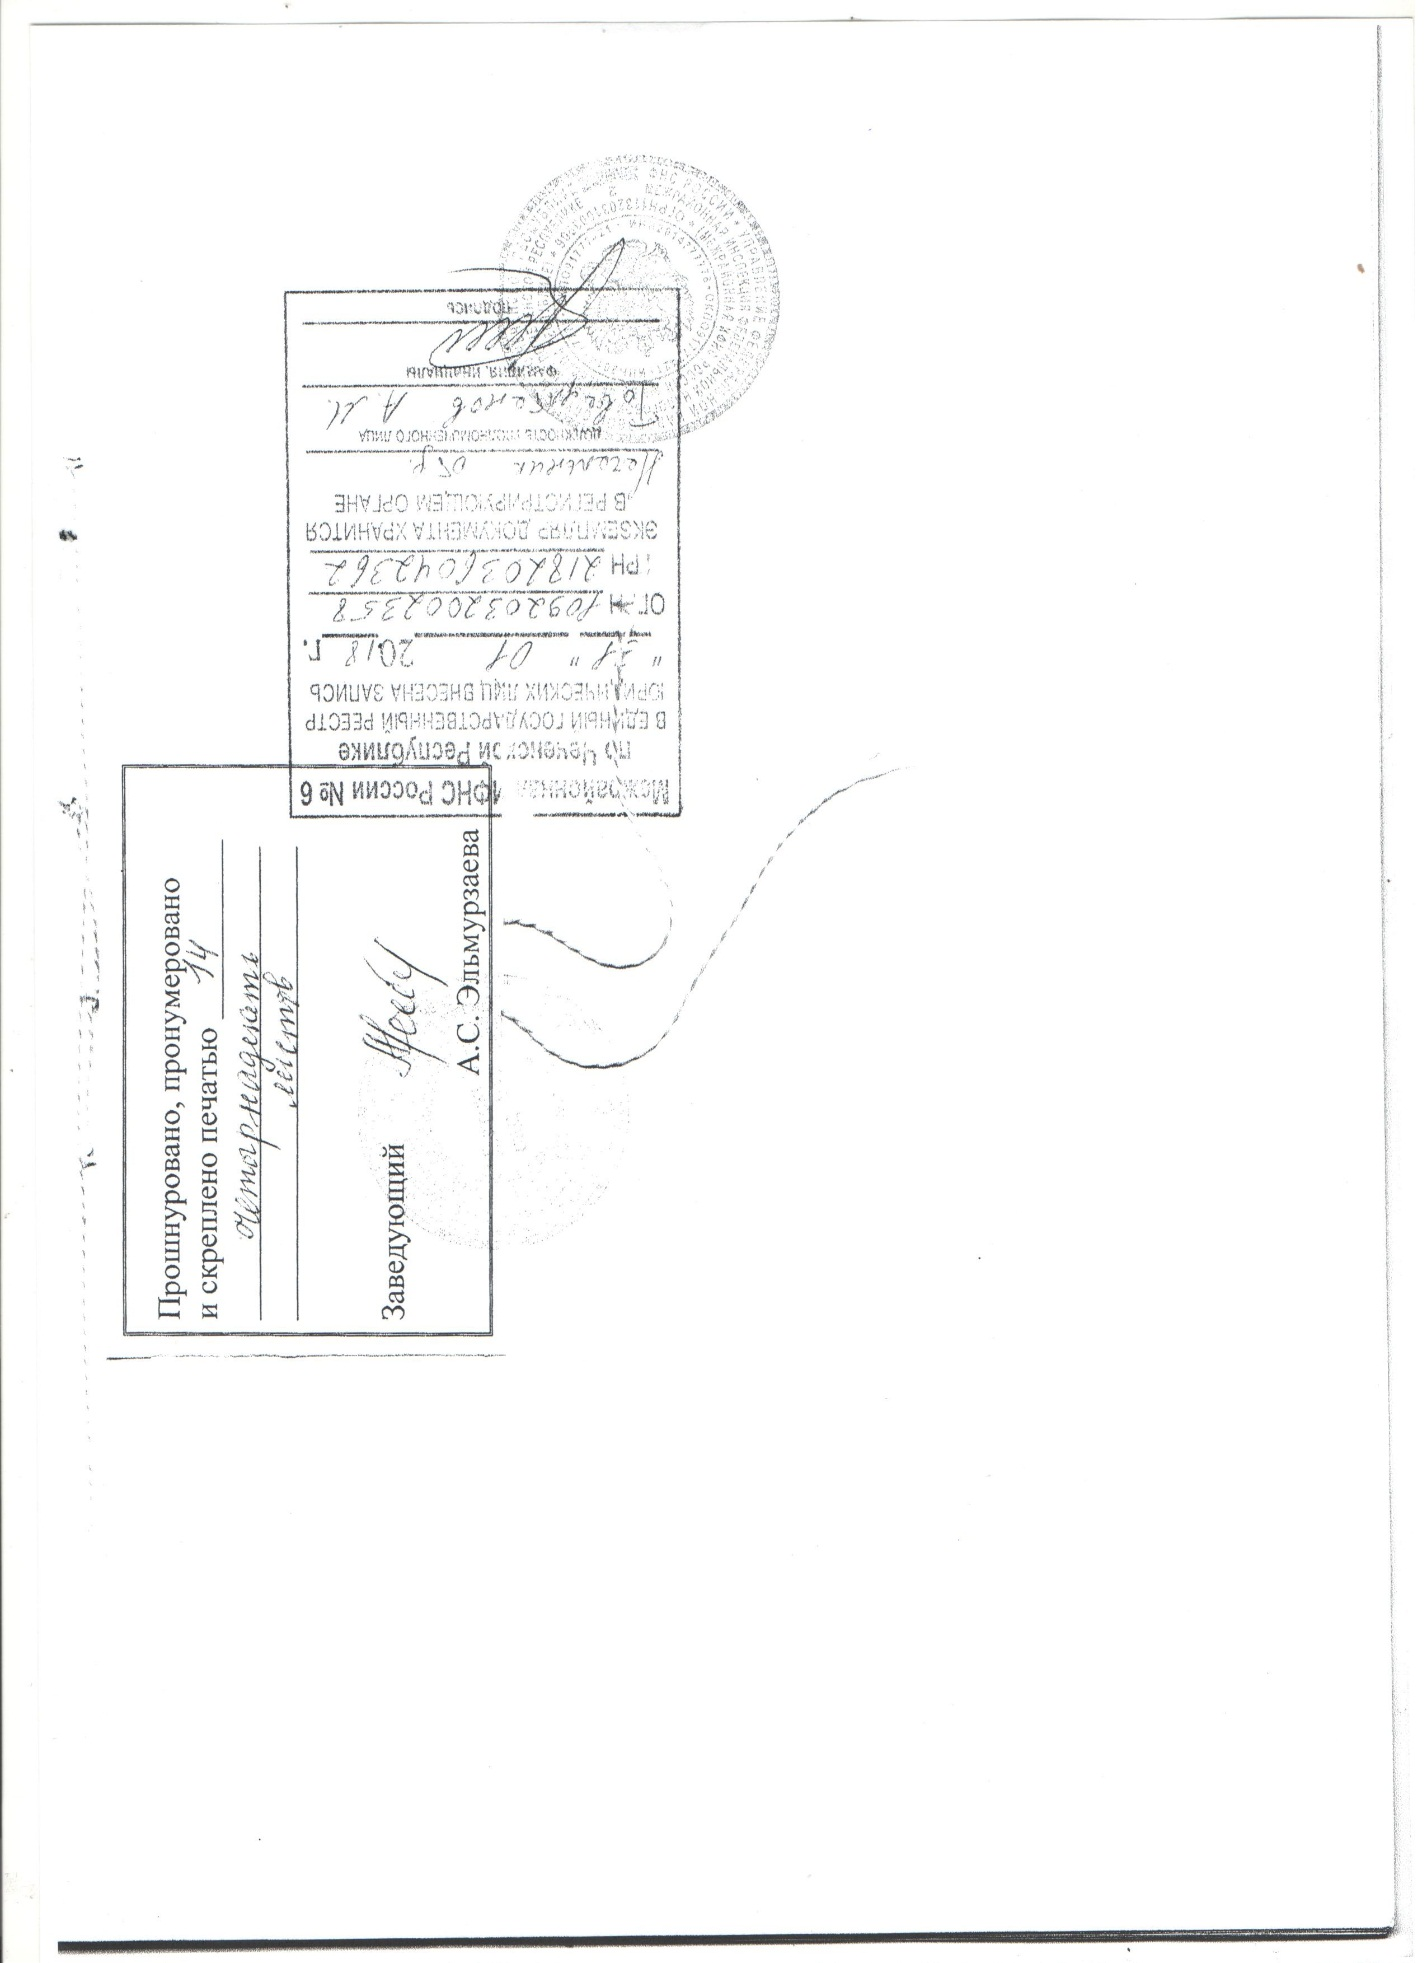 Прошнуровано, пронумеровано
и скреплено печатью 14
четырнадцать
листов
Заведующий
А.С. Эльмурзаева
Межрайонная ИФНС России № 6
по Чеченской Республике
В ЕДИНЫЙ ГОСУДАРСТВЕННЫЙ РЕЕСТР
ЮРИДИЧЕСКИХ ЛИЦ ВНЕСЕНА ЗАПИСЬ
" 31 " 01 2018 г.
ОГРН 1092032002358
ГРН 2182036042362
ЭКЗЕМПЛЯР ДОКУМЕНТА ХРАНИТСЯ
В РЕГИСТРИРУЮЩЕМ ОРГАНЕ
Начальник
ДОЛЖНОСТЬ УПОЛНОМОЧЕННОГО ЛИЦА
А.М.
ФАМИЛИЯ, ИНИЦИАЛЫ
ПОДПИСЬ